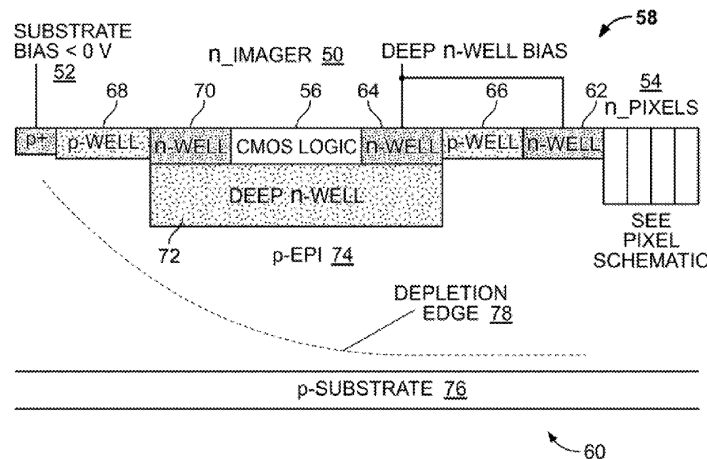 SUBSTRATE
BIAS < 0 V
52
n_IMAGER 50
DEEP n-WELL BIAS
58
68
70
56
64
66
62
54
n_PIXELS
p+
p-WELL
n-WELL
CMOS LOGIC
n-WELL
p-WELL
n-WELL
DEEP n-WELL
72
p-EPI 74
SEE
PIXEL
SCHEMATIC
DEPLETION
EDGE 78
p-SUBSTRATE 76
60